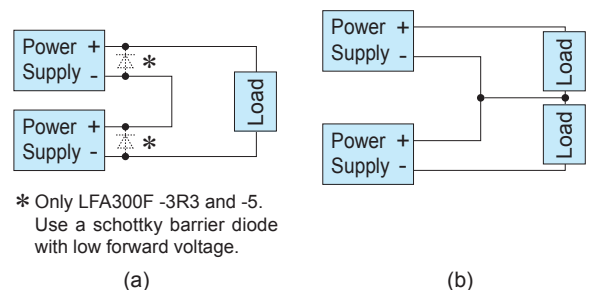 Power +
Supply -
*
Power +
Supply -
*
Load
* Only LFA300F -3R3 and -5.
Use a schottky barrier diode
with low forward voltage.
(a)
Power +
Supply -
Power +
Supply -
Load
Load
(b)